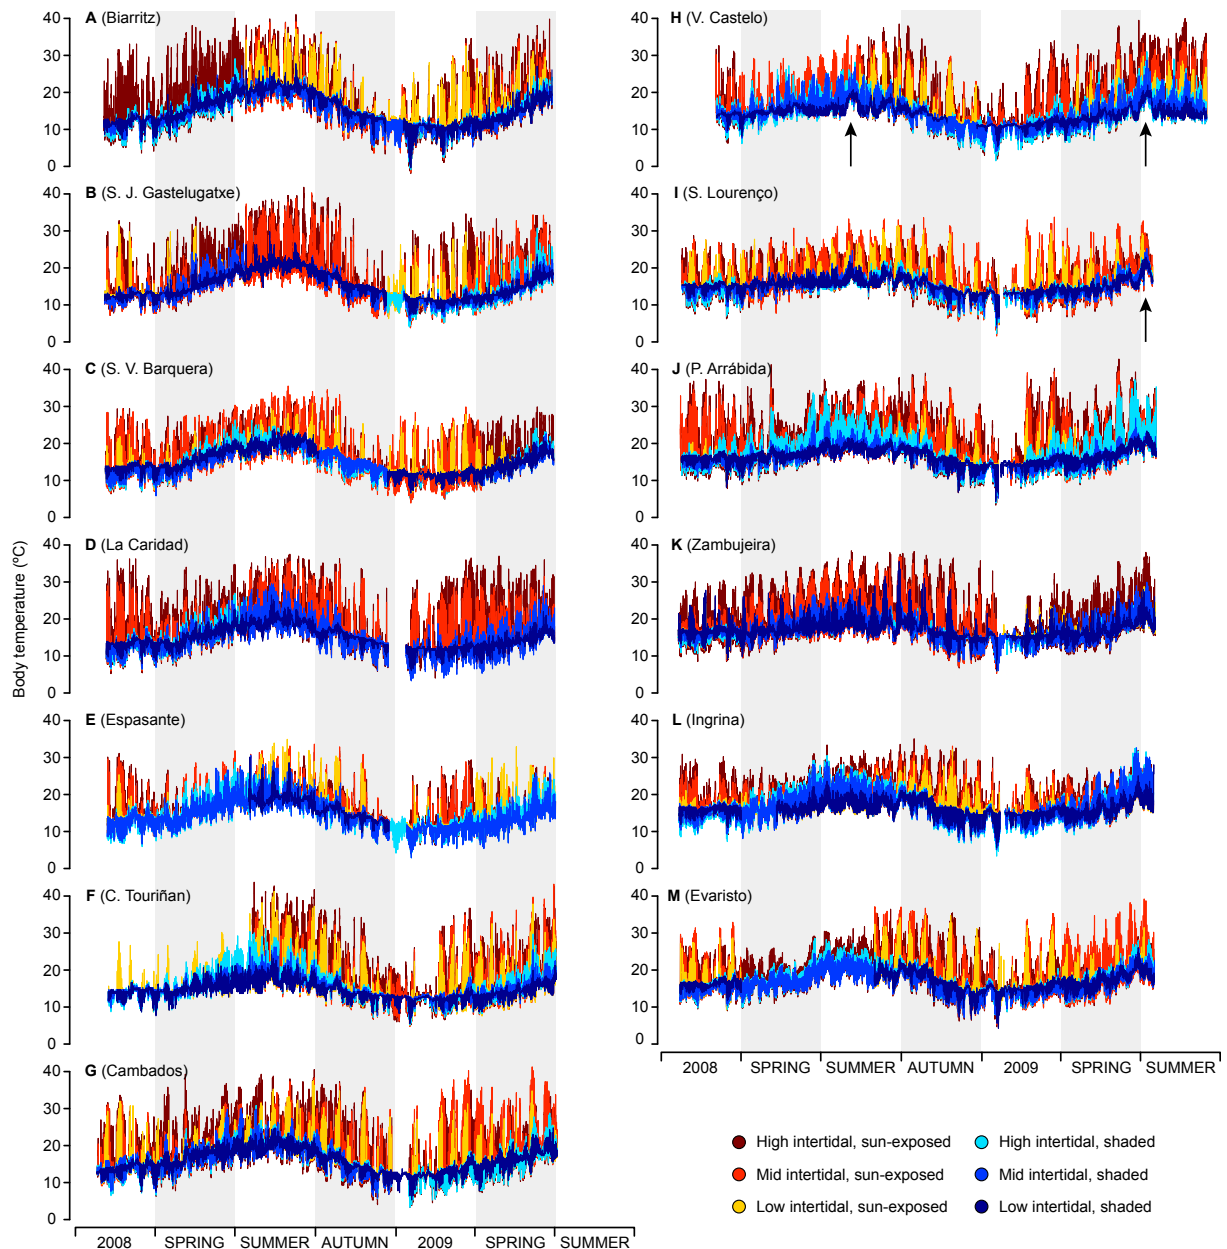 A (Biarritz)
40
30
20
10
0
B (S. J. Gastelugatxe)
40
30
20
10
0
C (S. V. Barquera)
40
30
20
10
0
D (La Caridad)
40
30
20
10
0
E (Espasante)
40
30
20
10
0
F (C. Touriñan)
40
30
20
10
0
G (Cambados)
40
30
20
10
0
Body temperature (ºC)
2008 SPRING SUMMER AUTUMN 2009 SPRING SUMMER
H (V. Castelo)
40
30
20
10
0
I (S. Lourenço)
40
30
20
10
0
J (P. Arrábida)
40
30
20
10
0
K (Zambujeira)
40
30
20
10
0
L (Ingrina)
40
30
20
10
0
M (Evaristo)
40
30
20
10
0
2008 SPRING SUMMER AUTUMN 2009 SPRING SUMMER
High intertidal, sun-exposed
Mid intertidal, sun-exposed
Low intertidal, sun-exposed
High intertidal, shaded
Mid intertidal, shaded
Low intertidal, shaded